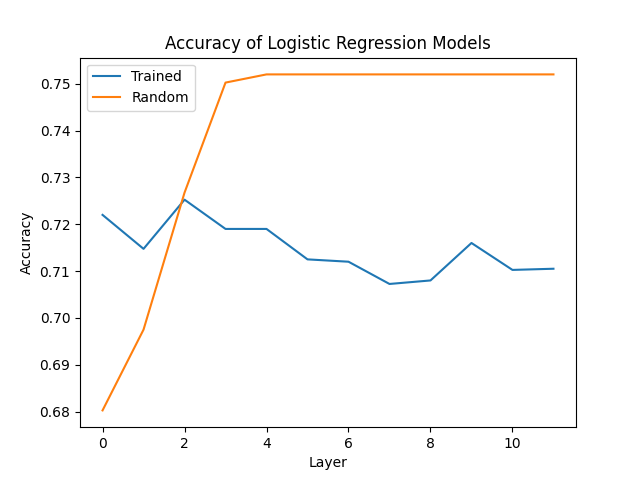 Accuracy of Logistic Regression Models
Trained
Random
0.75
0.74
0.73
0.72
0.71
0.70
0.69
0.68
Accuracy
0
2
4
6
8
10
Layer